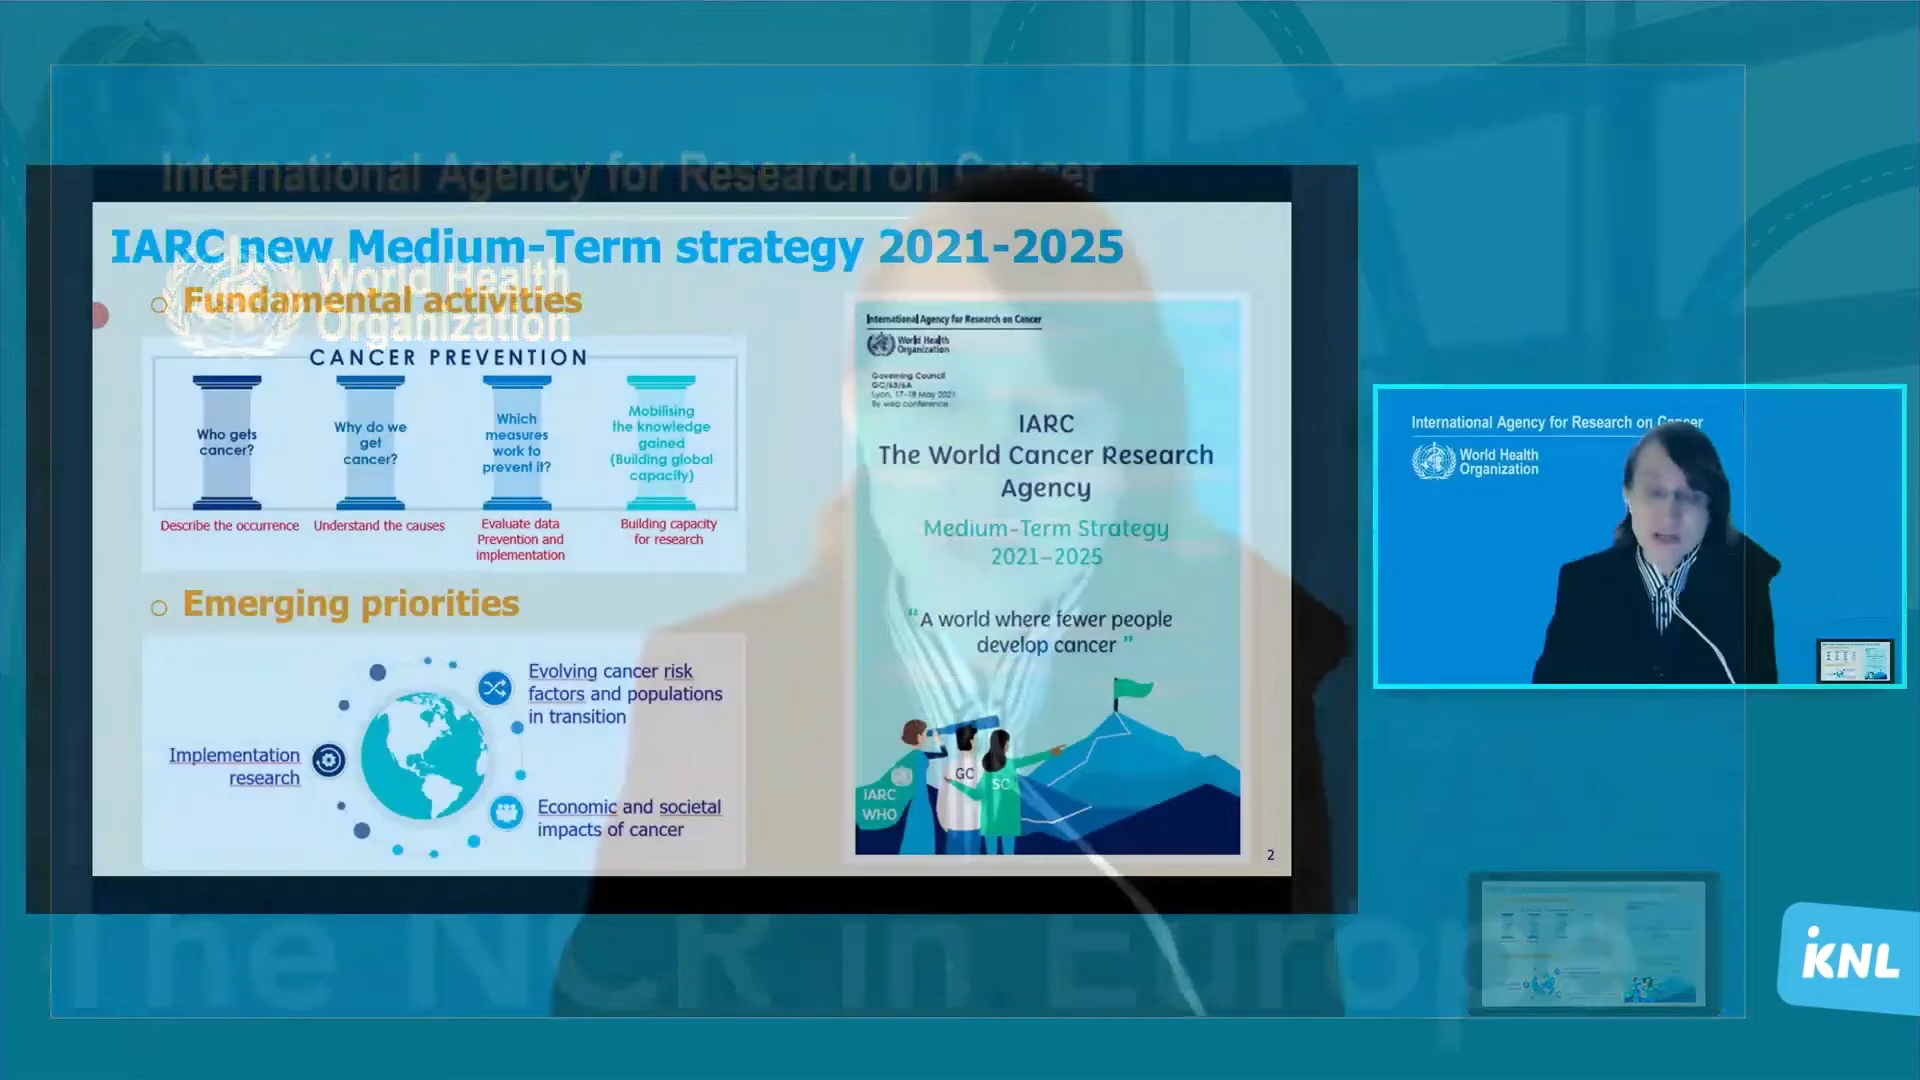 International Agency for Research on Cancer
World Health
Organization
IARC new Medium-Term strategy 2021-2025
Fundamental activities
CANCER PREVENTION
Who gets
cancer?
Why do we
get
cancer?
Which
measures
work to
prevent it?
Mobilising
the knowledge
gained
(Building global
capacity)
Describe the occurrence
Understand the causes
Evaluate data
Prevention and
implementation
Building capacity
for research
Emerging priorities
Implementation
research
Evolving cancer risk
factors and populations
in transition
Economic and societal
impacts of cancer
International Agency for Research on Cancer
World Health
Organization
Governing Council
GC/63/6A
Lyon, 17–18 May 2021
By web conference
IARC
The World Cancer Research
Agency
Medium-Term Strategy
2021–2025
“A world where fewer people
develop cancer”
GC
SC
IARC
WHO
2
International Agency for Research on Cancer
World Health
Organization
The NCR in Europe
iKNL